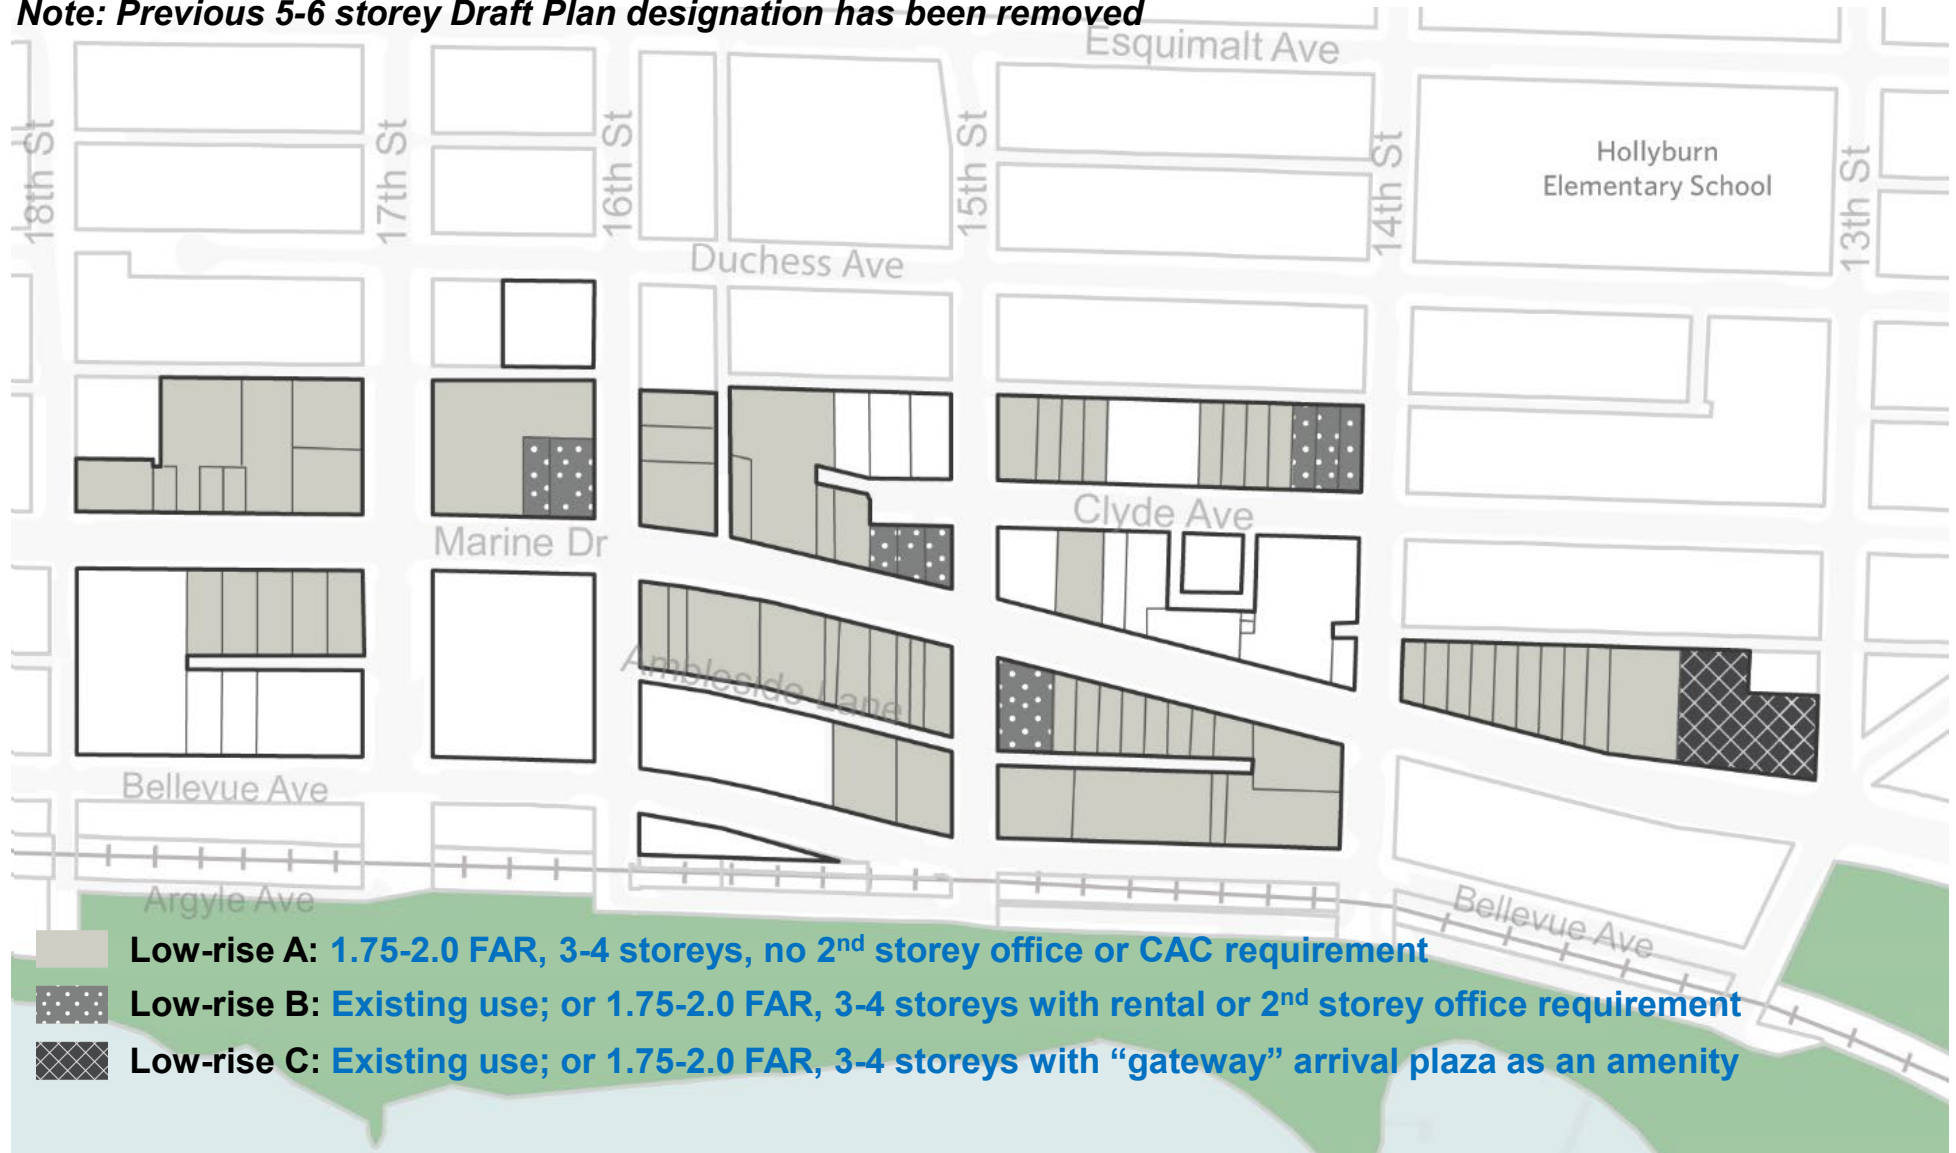 Note: Previous 5-6 storey Draft Plan designation has been removed
Esquimalt Ave
18th St
17th St
16th St
15th St
14th St
13th St
Hollyburn
Elementary School
Duchess Ave
Clyde Ave
Marine Dr
Ambleside Lane
Bellevue Ave
Argyle Ave
Bellevue Ave
Low-rise A: 1.75-2.0 FAR, 3-4 storeys, no 2nd storey office or CAC requirement
Low-rise B: Existing use; or 1.75-2.0 FAR, 3-4 storeys with rental or 2nd storey office requirement
Low-rise C: Existing use; or 1.75-2.0 FAR, 3-4 storeys with “gateway” arrival plaza as an amenity